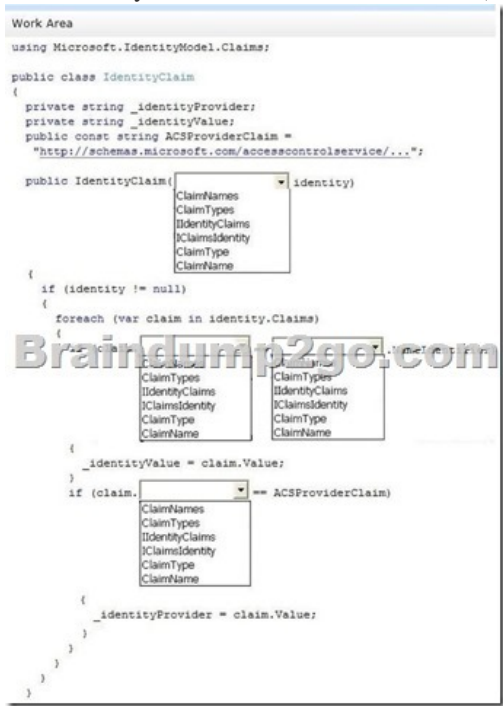 Work Area
using Microsoft.IdentityModel.Claims;
public class IdentityClaim
{
private string _identityProvider;
private string _identityValue;
public const string ACSProviderClaim =
"http://schemas.microsoft.com/accesscontrolservice/...";
public IdentityClaim( identity)
ClaimNames
ClaimTypes
IIdentityClaims
IClaimsIdentity
ClaimType
ClaimName
{
if (identity != null)
{
foreach (var claim in identity.Claims)
{
Braindump2go.com
ClaimTypes
IIdentityClaims
IClaimsIdentity
ClaimType
ClaimName
ClaimTypes
IIdentityClaims
IClaimsIdentity
ClaimType
ClaimName
{
_identityValue = claim.Value;
}
if (claim. == ACSProviderClaim)
ClaimNames
ClaimTypes
IIdentityClaims
IClaimsIdentity
ClaimType
ClaimName
{
_identityProvider = claim.Value;
}
}
}
}
}